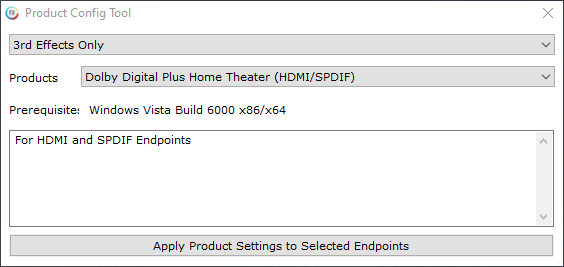 Product Config Tool
3rd Effects Only
Products Dolby Digital Plus Home Theater (HDMI/SPDIF)
Prerequisite: Windows Vista Build 6000 x86/x64
For HDMI and SPDIF Endpoints
Apply Product Settings to Selected Endpoints